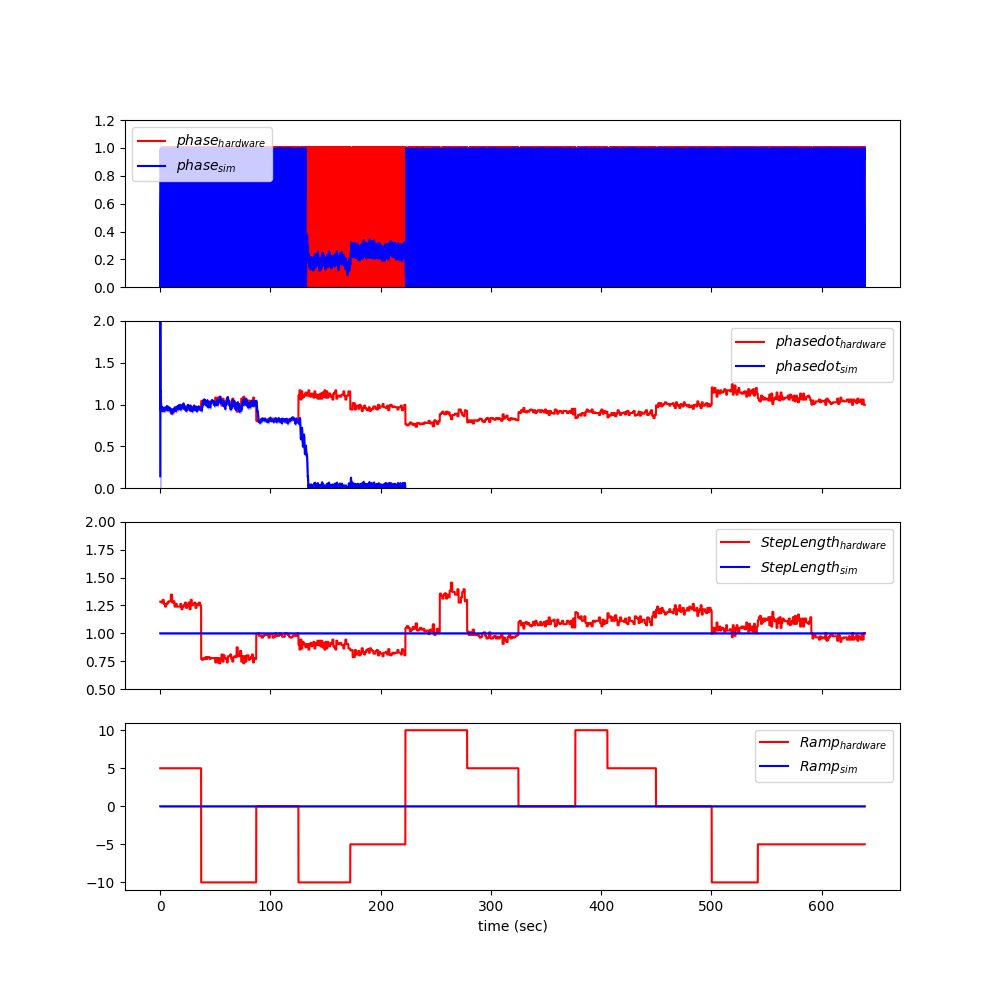 1.2
1.0
0.8
0.6
0.4
0.2
0.0
phase_hardware
phase_sim
2.0
1.5
1.0
0.5
0.0
phasedot_hardware
phasedot_sim
2.00
1.75
1.50
1.25
1.00
0.75
0.50
StepLength_hardware
StepLength_sim
10
5
0
−5
−10
Ramp_hardware
Ramp_sim
0 100 200 300 400 500 600
time (sec)